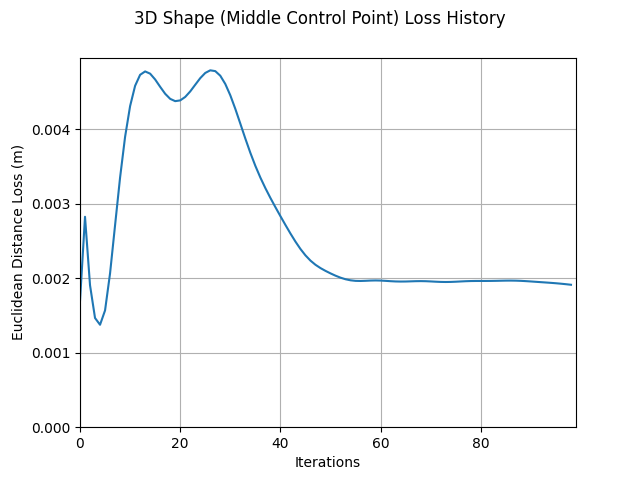 3D Shape (Middle Control Point) Loss History
Euclidean Distance Loss (m)
0.004
0.003
0.002
0.001
0.000
0 20 40 60 80
Iterations